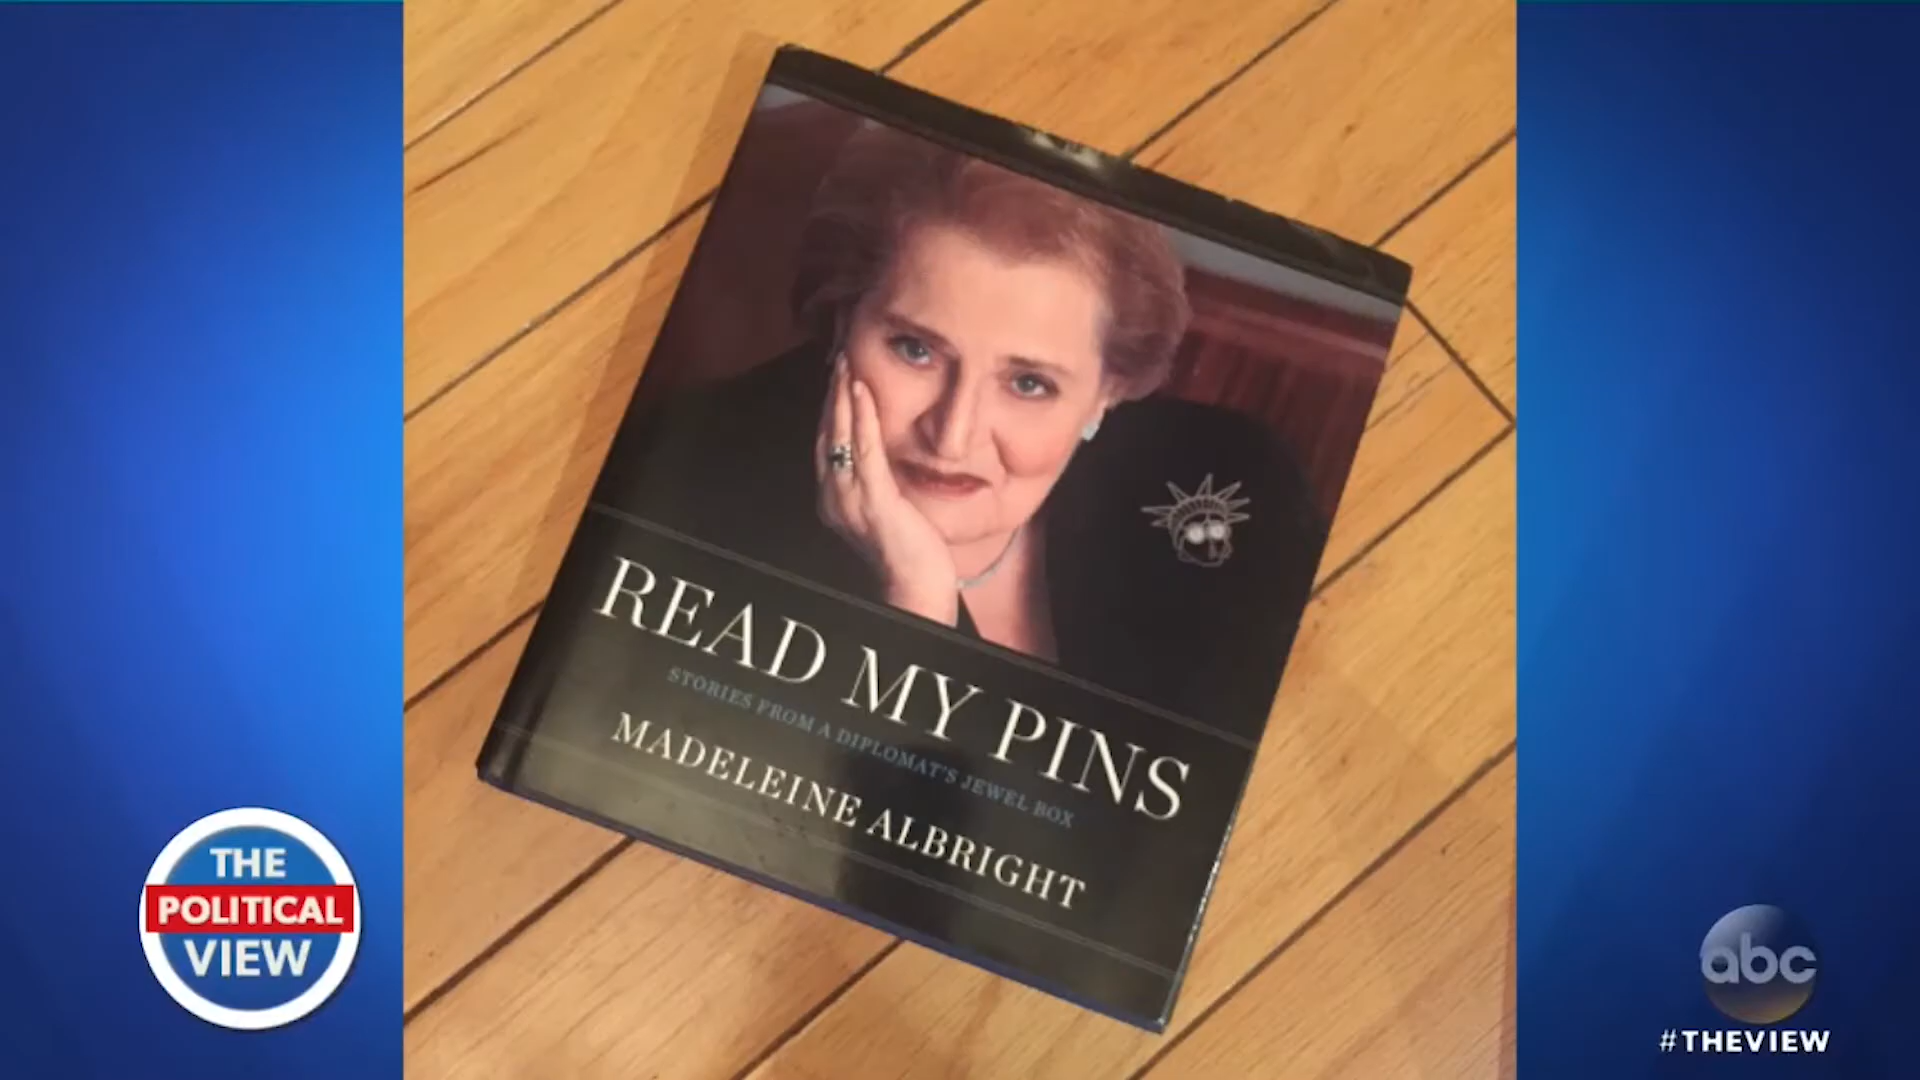 READ MY PINS
STORIES FROM A DIPLOMAT'S JEWEL BOX
MADELEINE ALBRIGHT
THE
POLITICAL
VIEW
abc
#THEVIEW